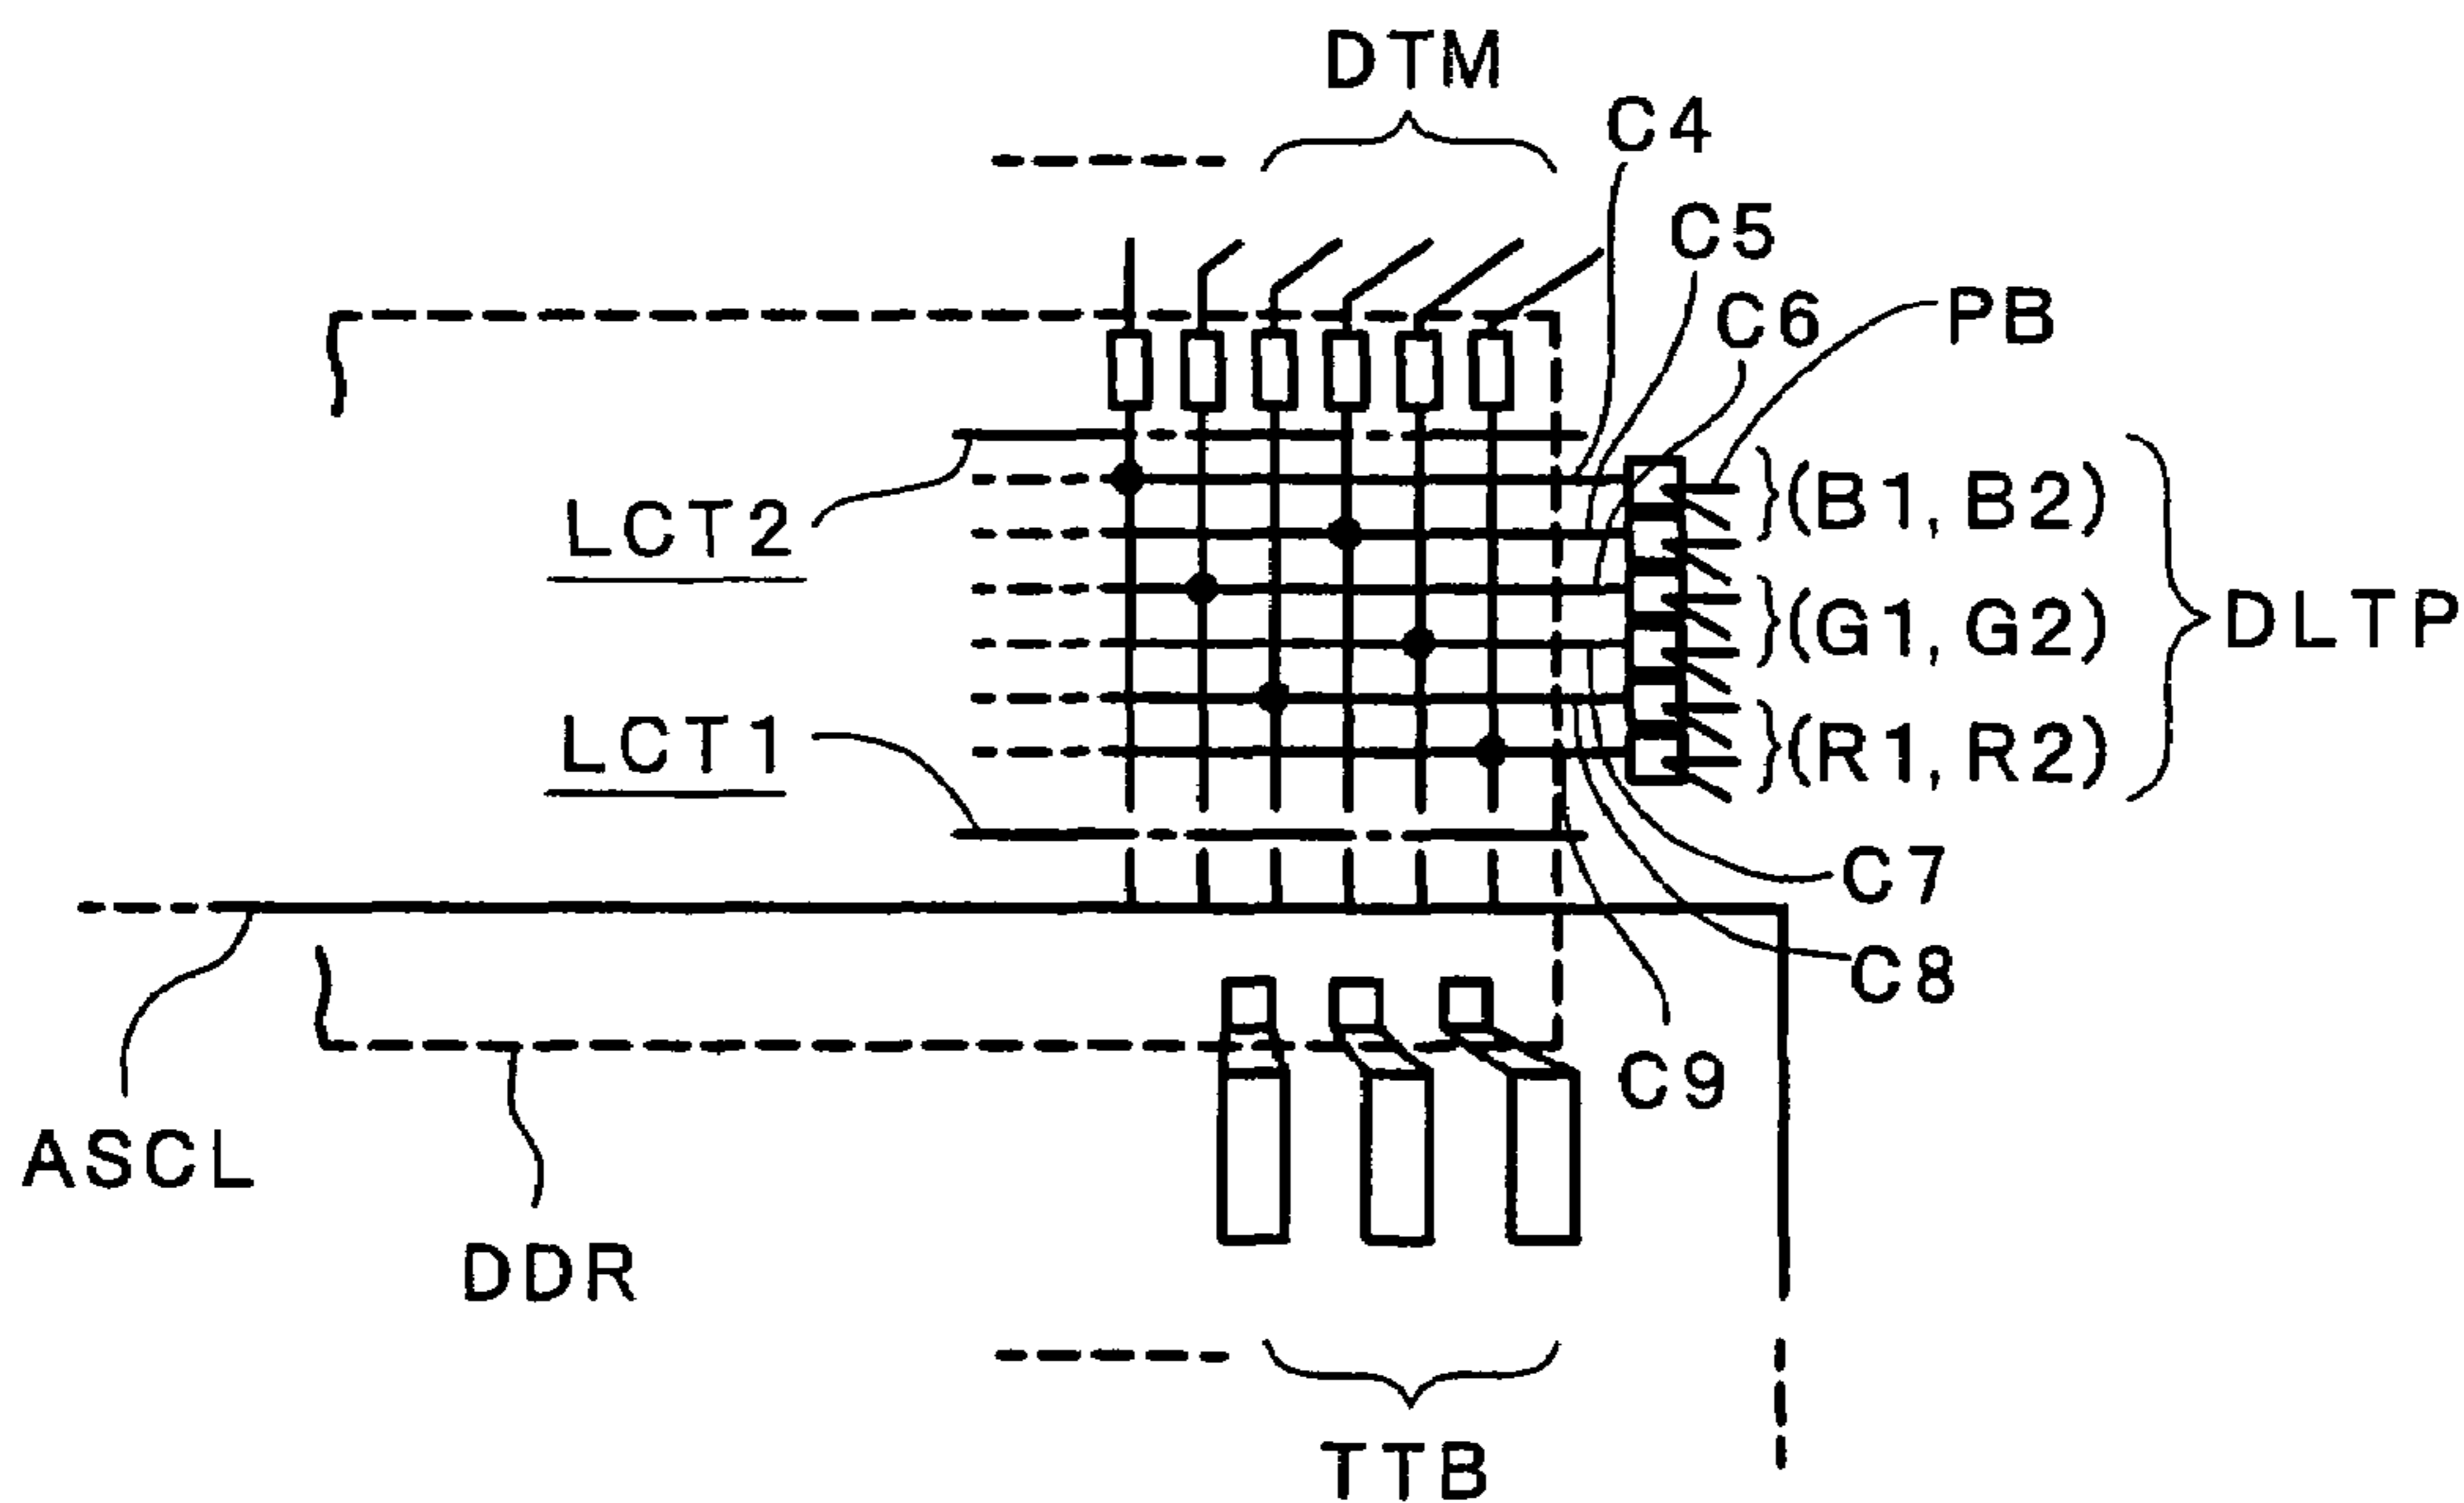 DTM
C4
C5
C6
PB
LCT2
(B1, B2)
(G1, G2)
DLTP
LCT1
(R1, R2)
C7
C8
C9
ASCL
DDR
TTB